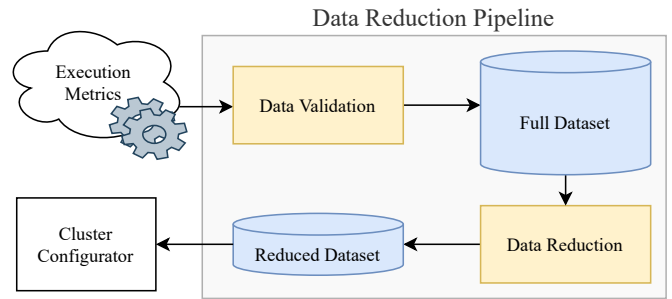 Data Reduction Pipeline
Execution
Metrics
Data Validation
Full Dataset
Cluster
Configurator
Reduced Dataset
Data Reduction